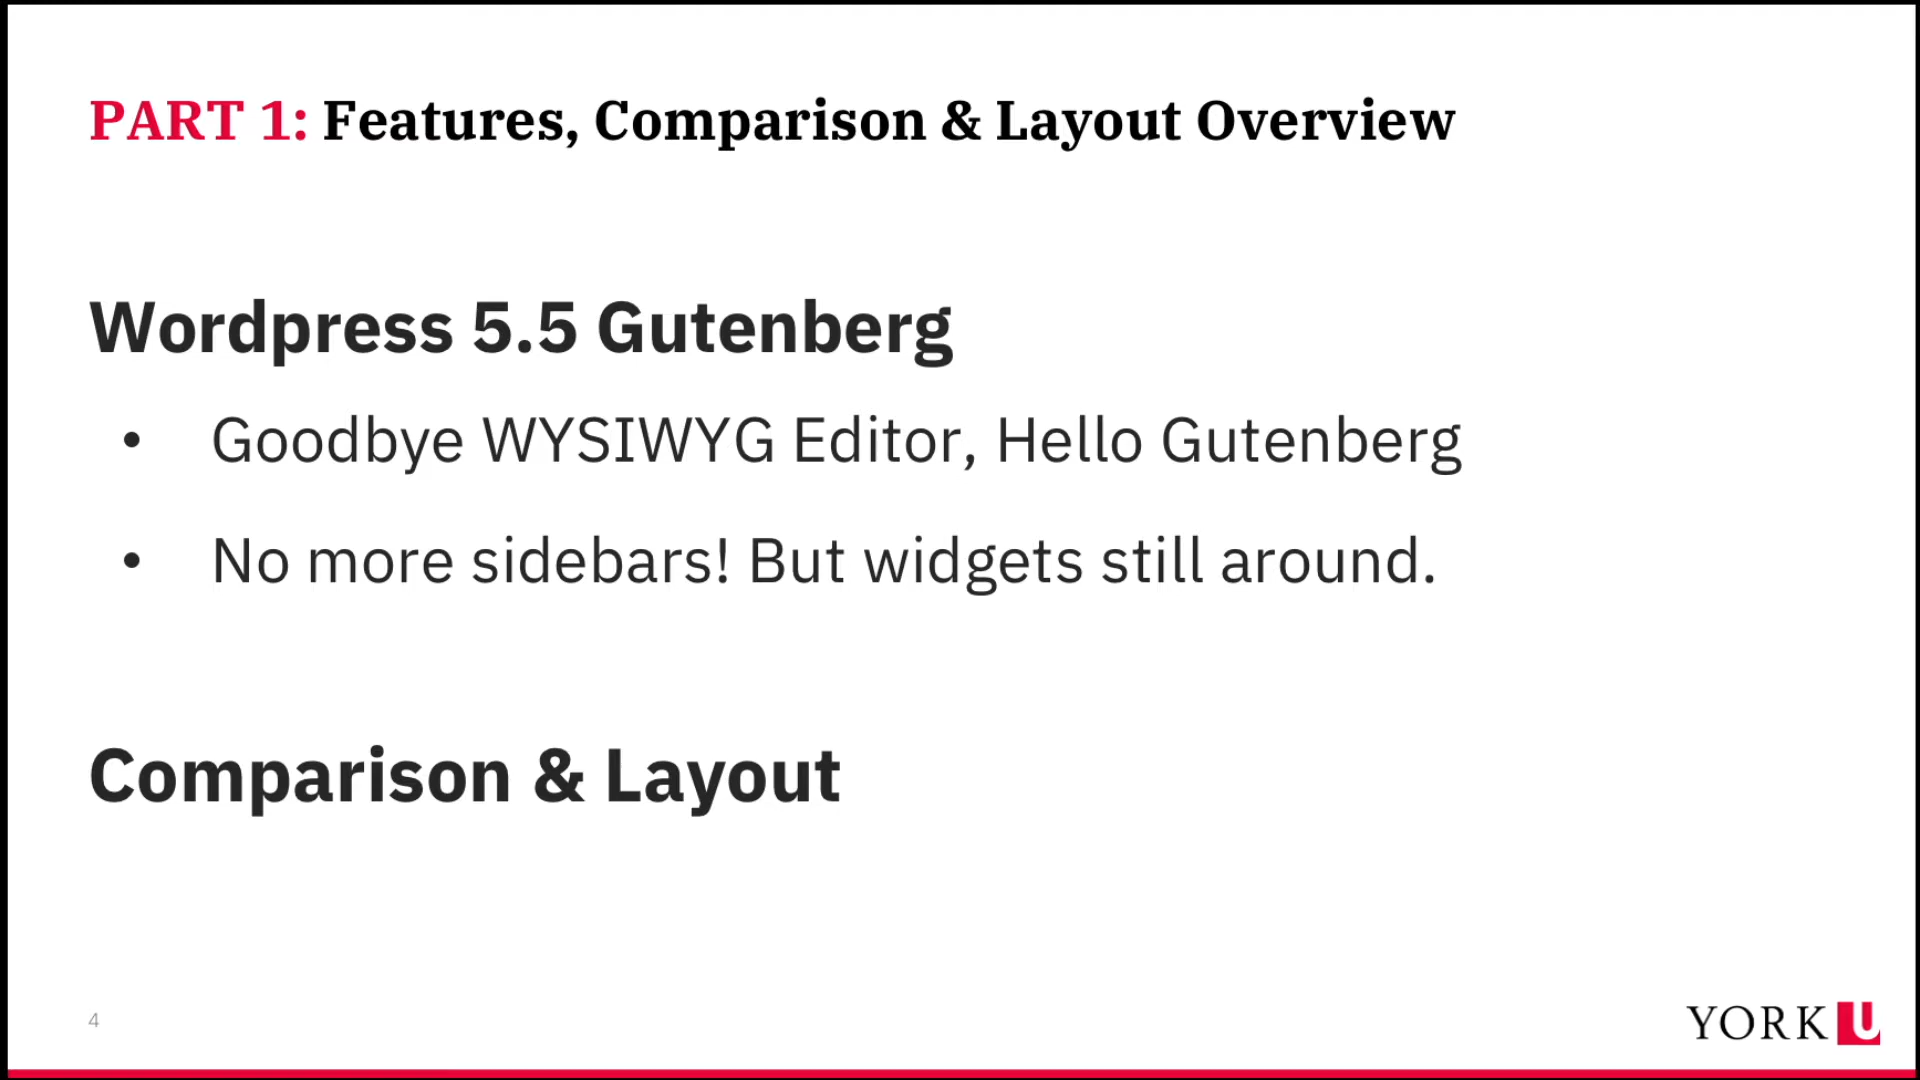 PART 1: Features, Comparison & Layout Overview
Wordpress 5.5 Gutenberg
• Goodbye WYSIWYG Editor, Hello Gutenberg
• No more sidebars! But widgets still around.
Comparison & Layout
4
YORK U